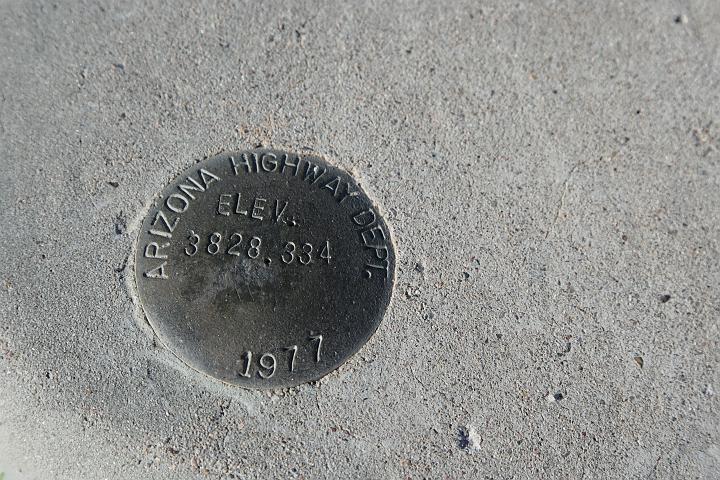 ARIZONA HIGHWAY DEPT.
ELEV.
3828.334
1977